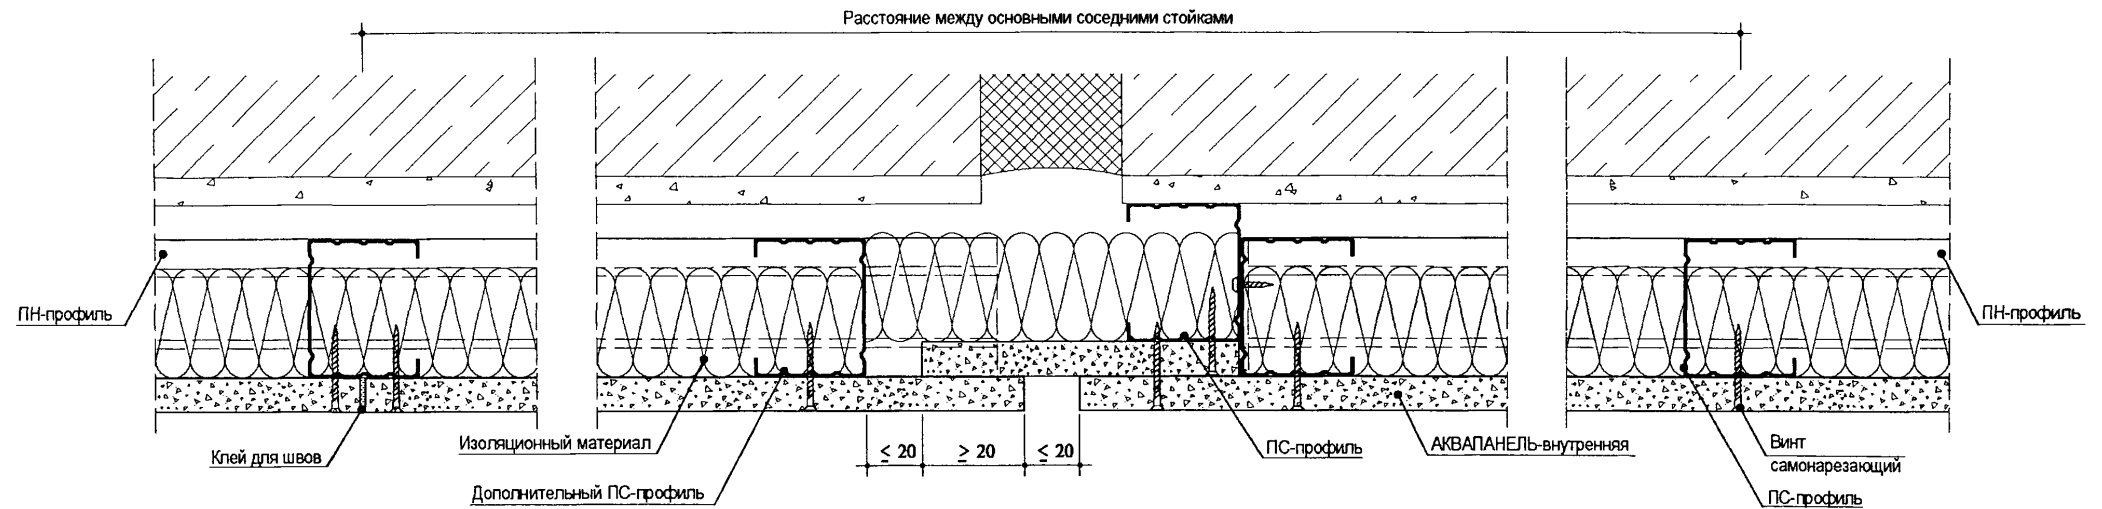 Расстояние между основными соседними стойками
ПН-профиль
ПН-профиль
Клей для швов
Изоляционный материал
Дополнительный ПС-профиль
≤ 20
≥ 20
≤ 20
ПС-профиль
АКВАПАНЕЛЬ-внутренняя
Винт
самонарезающий
ПС-профиль